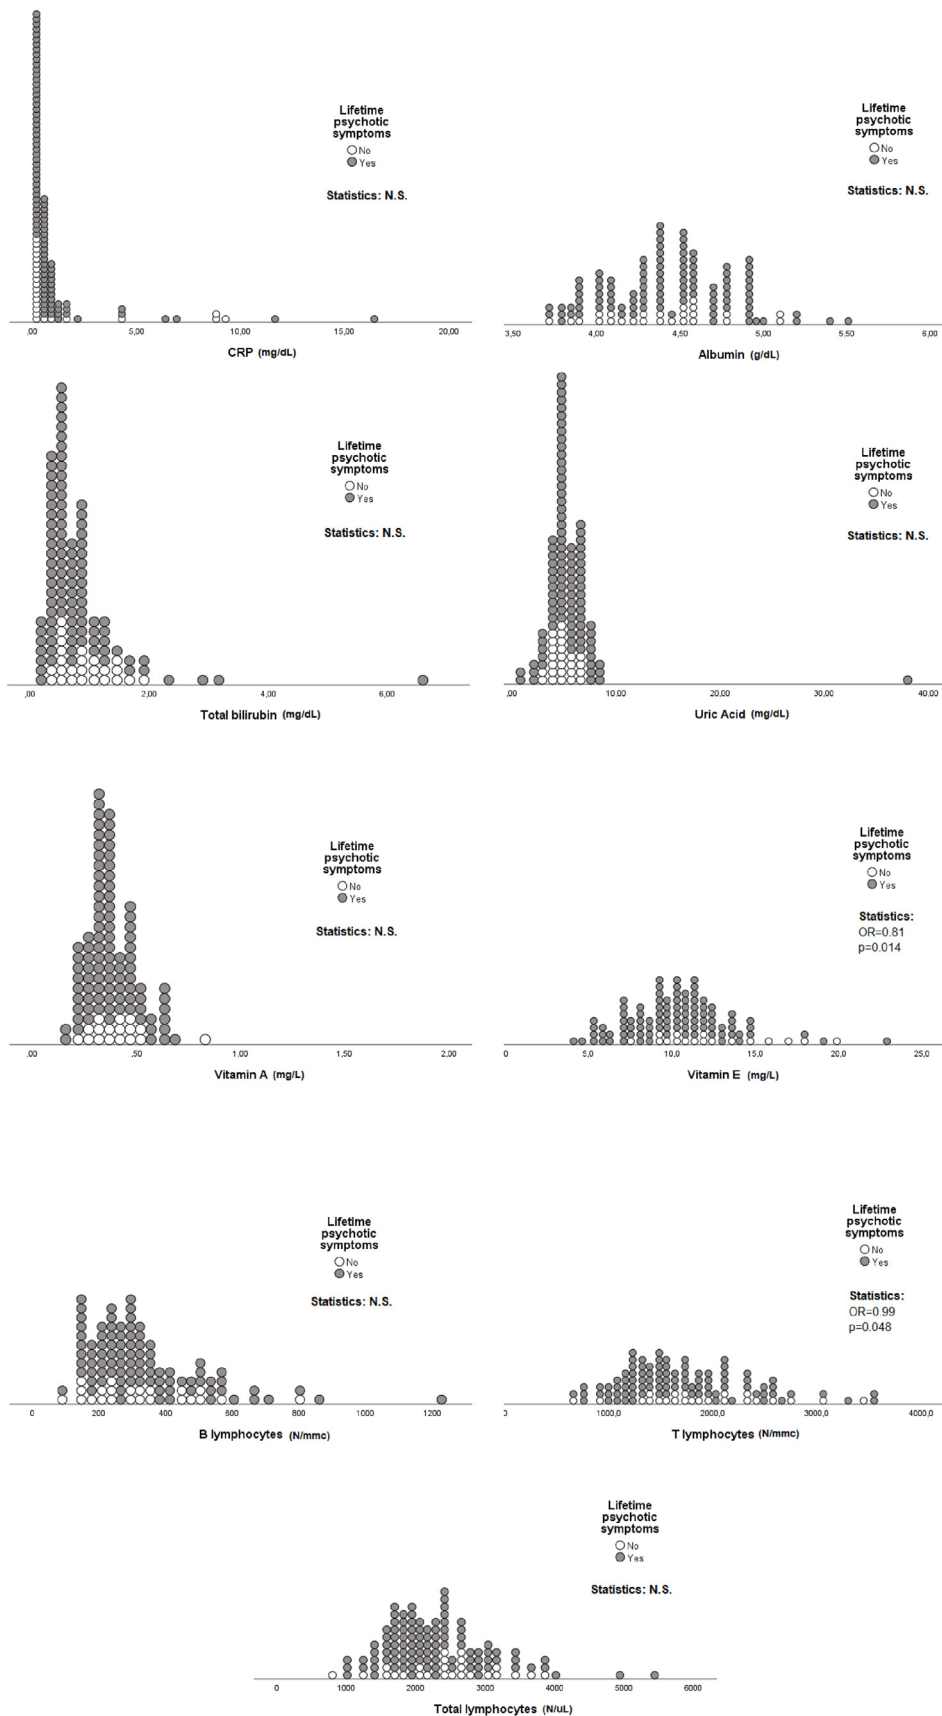 Lifetime
psychotic
symptoms
No
Yes
Statistics: N.S.
,00 5,00 10,00 15,00 20,00
CRP (mg/dL)
Lifetime
psychotic
symptoms
No
Yes
Statistics: N.S.
3,50 4,00 4,50 5,00 5,50 6,00
Albumin (g/dL)
Lifetime
psychotic
symptoms
No
Yes
Statistics: N.S.
,00 2,00 4,00 6,00
Total bilirubin (mg/dL)
Lifetime
psychotic
symptoms
No
Yes
Statistics: N.S.
,00 10,00 20,00 30,00 40,00
Uric Acid (mg/dL)
Lifetime
psychotic
symptoms
No
Yes
Statistics: N.S.
,00 ,50 1,00 1,50 2,00
Vitamin A (mg/L)
Lifetime
psychotic
symptoms
No
Yes
Statistics:
OR=0.81
p=0.014
0 5,0 10,0 15,0 20,0 25,0
Vitamin E (mg/L)
Lifetime
psychotic
symptoms
No
Yes
Statistics: N.S.
0 200 400 600 800 1000 1200
B lymphocytes (N/mmc)
Lifetime
psychotic
symptoms
No
Yes
Statistics:
OR=0.99
p=0.048
0 1000,0 2000,0 3000,0 4000,0
T lymphocytes (N/mmc)
Lifetime
psychotic
symptoms
No
Yes
Statistics: N.S.
0 1000 2000 3000 4000 5000 6000
Total lymphocytes (N/uL)